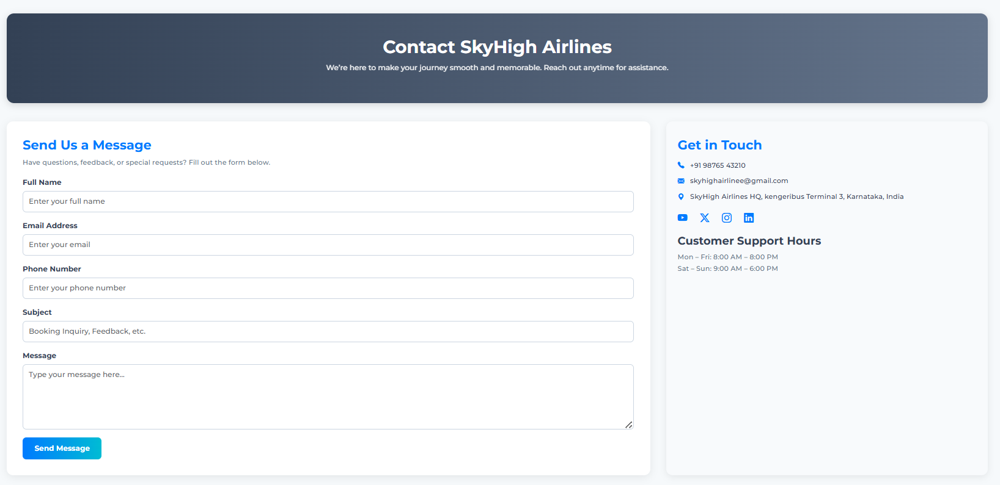 Contact SkyHigh Airlines
We’re here to make your journey smooth and memorable. Reach out anytime for assistance.
Send Us a Message
Have questions, feedback, or special requests? Fill out the form below.
Full Name
Enter your full name
Email Address
Enter your email
Phone Number
Enter your phone number
Subject
Booking Inquiry, Feedback, etc.
Message
Type your message here...
Send Message
Get in Touch
+91 98765 43210
skyhighairlinee@gmail.com
SkyHigh Airlines HQ, kengeribus Terminal 3, Karnataka, India
Customer Support Hours
Mon – Fri: 8:00 AM – 8:00 PM
Sat – Sun: 9:00 AM – 6:00 PM